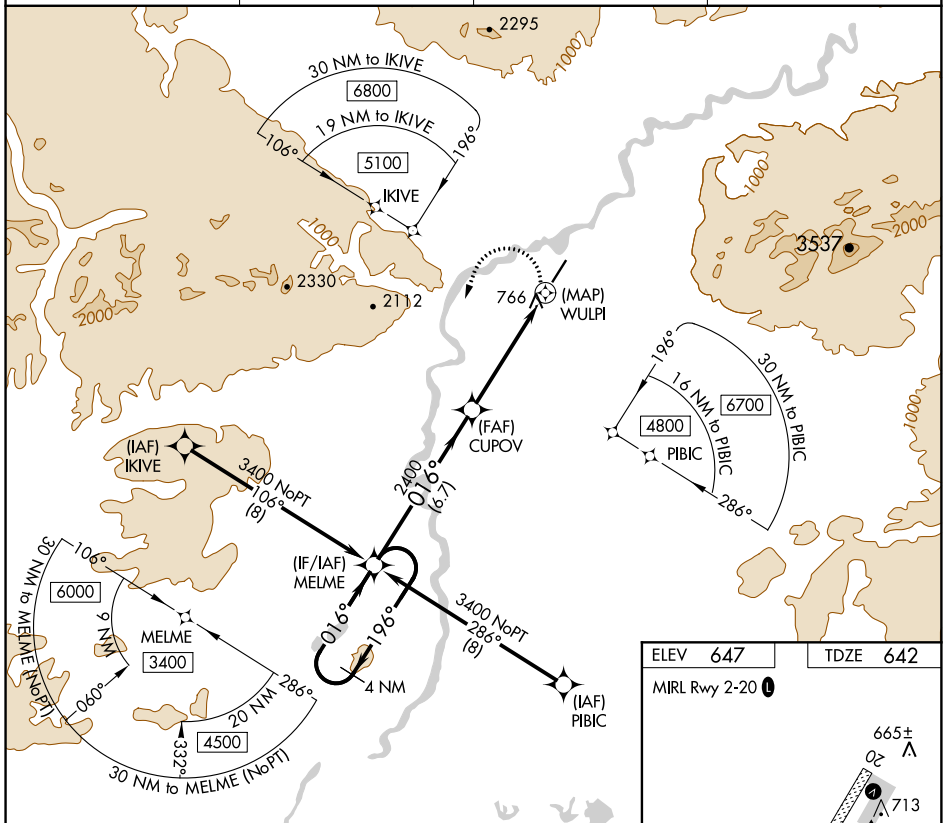 2295
1000
30 NM to IKIVE
6800
19 NM to IKIVE
5100
106°
196°
IKIVE
1000
1000
2000
3537
2330
2112
2000
766
(MAP)
WULPI
196°
30 NM to PIBIC
16 NM to PIBIC
6700
4800
PIBIC
286°
(FAF)
CUPOV
1000
(IAF)
IKIVE
3400 NoPT
106°
(8)
2400
016°
(6.7)
(IF/IAF)
MELME
016°
196°
4 NM
3400 NoPT
286°
(8)
(IAF)
PIBIC
30 NM to MELME (NoPT)
106°
6000
9 NM
MELME
3400
060°
286°
20 NM
4500
332°
30 NM to MELME (NoPT)
ELEV 647
TDZE 642
MIRL Rwy 2-20 L
665±
20
V
713